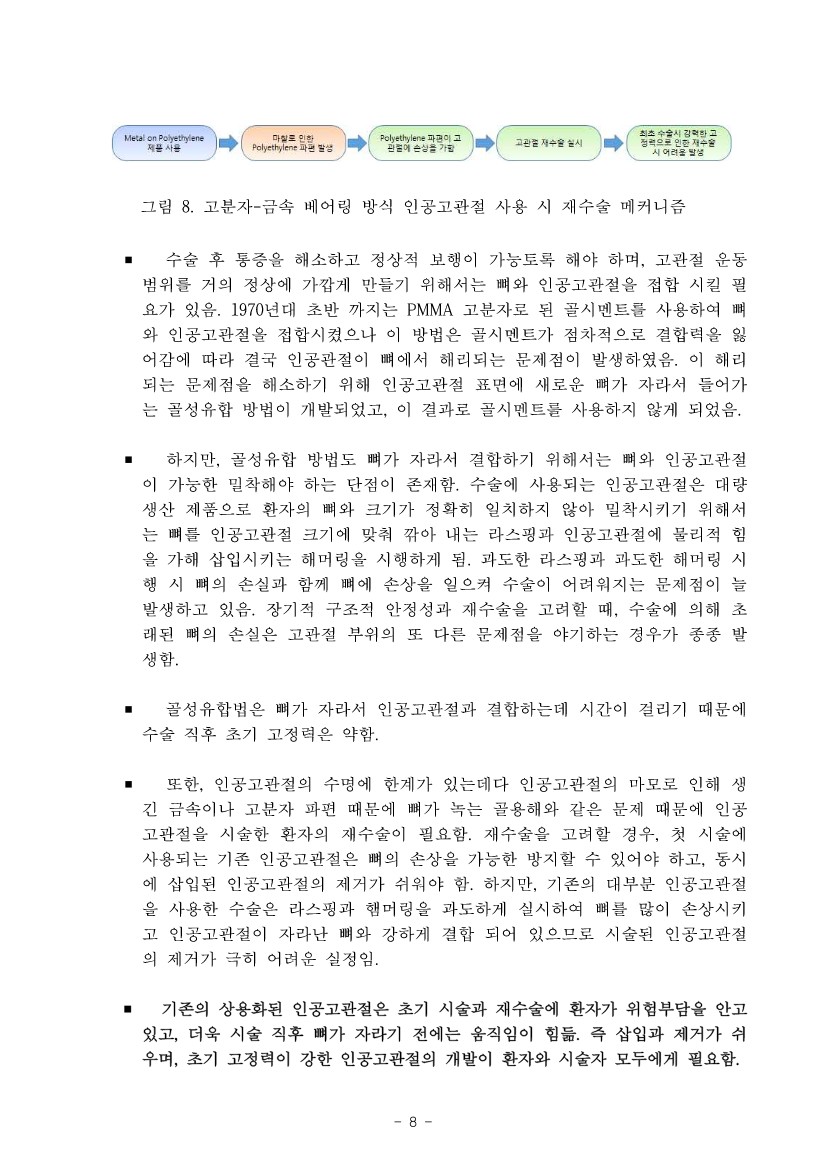 Metal on Polyethylene
제품 사용
마찰로 인한
Polyethylene 파편 발생
Polyethylene 파편이 고
관절에 손상을 가함
고관절 재수술 실시
최초 수술시 강력한 고
정력으로 인한 재수술
시 어려움 발생
그림 8. 고분자-금속 베어링 방식 인공고관절 사용 시 재수술 메커니즘
▪ 수술 후 통증을 해소하고 정상적 보행이 가능토록 해야 하며, 고관절 운동
범위를 거의 정상에 가깝게 만들기 위해서는 뼈와 인공고관절을 접합 시킬 필
요가 있음. 1970년대 초반 까지는 PMMA 고분자로 된 골시멘트를 사용하여 뼈
와 인공고관절을 접합시켰으나 이 방법은 골시멘트가 점차적으로 결합력을 잃
어감에 따라 결국 인공관절이 뼈에서 해리되는 문제점이 발생하였음. 이 해리
되는 문제점을 해소하기 위해 인공고관절 표면에 새로운 뼈가 자라서 들어가
는 골성유합 방법이 개발되었고, 이 결과로 골시멘트를 사용하지 않게 되었음.
▪ 하지만, 골성유합 방법도 뼈가 자라서 결합하기 위해서는 뼈와 인공고관절
이 가능한 밀착해야 하는 단점이 존재함. 수술에 사용되는 인공고관절은 대량
생산 제품으로 환자의 뼈와 크기가 정확히 일치하지 않아 밀착시키기 위해서
는 뼈를 인공고관절 크기에 맞춰 깎아 내는 라스핑과 인공고관절에 물리적 힘
을 가해 삽입시키는 해머링을 시행하게 됨. 과도한 라스핑과 과도한 해머링 시
행 시 뼈의 손실과 함께 뼈에 손상을 일으켜 수술이 어려워지는 문제점이 늘
발생하고 있음. 장기적 구조적 안정성과 재수술을 고려할 때, 수술에 의해 초
래된 뼈의 손실은 고관절 부위의 또 다른 문제점을 야기하는 경우가 종종 발
생함.
▪ 골성유합법은 뼈가 자라서 인공고관절과 결합하는데 시간이 걸리기 때문에
수술 직후 초기 고정력은 약함.
▪ 또한, 인공고관절의 수명에 한계가 있는데다 인공고관절의 마모로 인해 생
긴 금속이나 고분자 파편 때문에 뼈가 녹는 골용해와 같은 문제 때문에 인공
고관절을 시술한 환자의 재수술이 필요함. 재수술을 고려할 경우, 첫 시술에
사용되는 기존 인공고관절은 뼈의 손상을 가능한 방지할 수 있어야 하고, 동시
에 삽입된 인공고관절의 제거가 쉬워야 함. 하지만, 기존의 대부분 인공고관절
을 사용한 수술은 라스핑과 햄머링을 과도하게 실시하여 뼈를 많이 손상시키
고 인공고관절이 자라난 뼈와 강하게 결합 되어 있으므로 시술된 인공고관절
의 제거가 극히 어려운 실정임.
▪ 기존의 상용화된 인공고관절은 초기 시술과 재수술에 환자가 위험부담을 안고
있고, 더욱 시술 직후 뼈가 자라기 전에는 움직임이 힘듦. 즉 삽입과 제거가 쉬
우며, 초기 고정력이 강한 인공고관절의 개발이 환자와 시술자 모두에게 필요함.
- 8 -